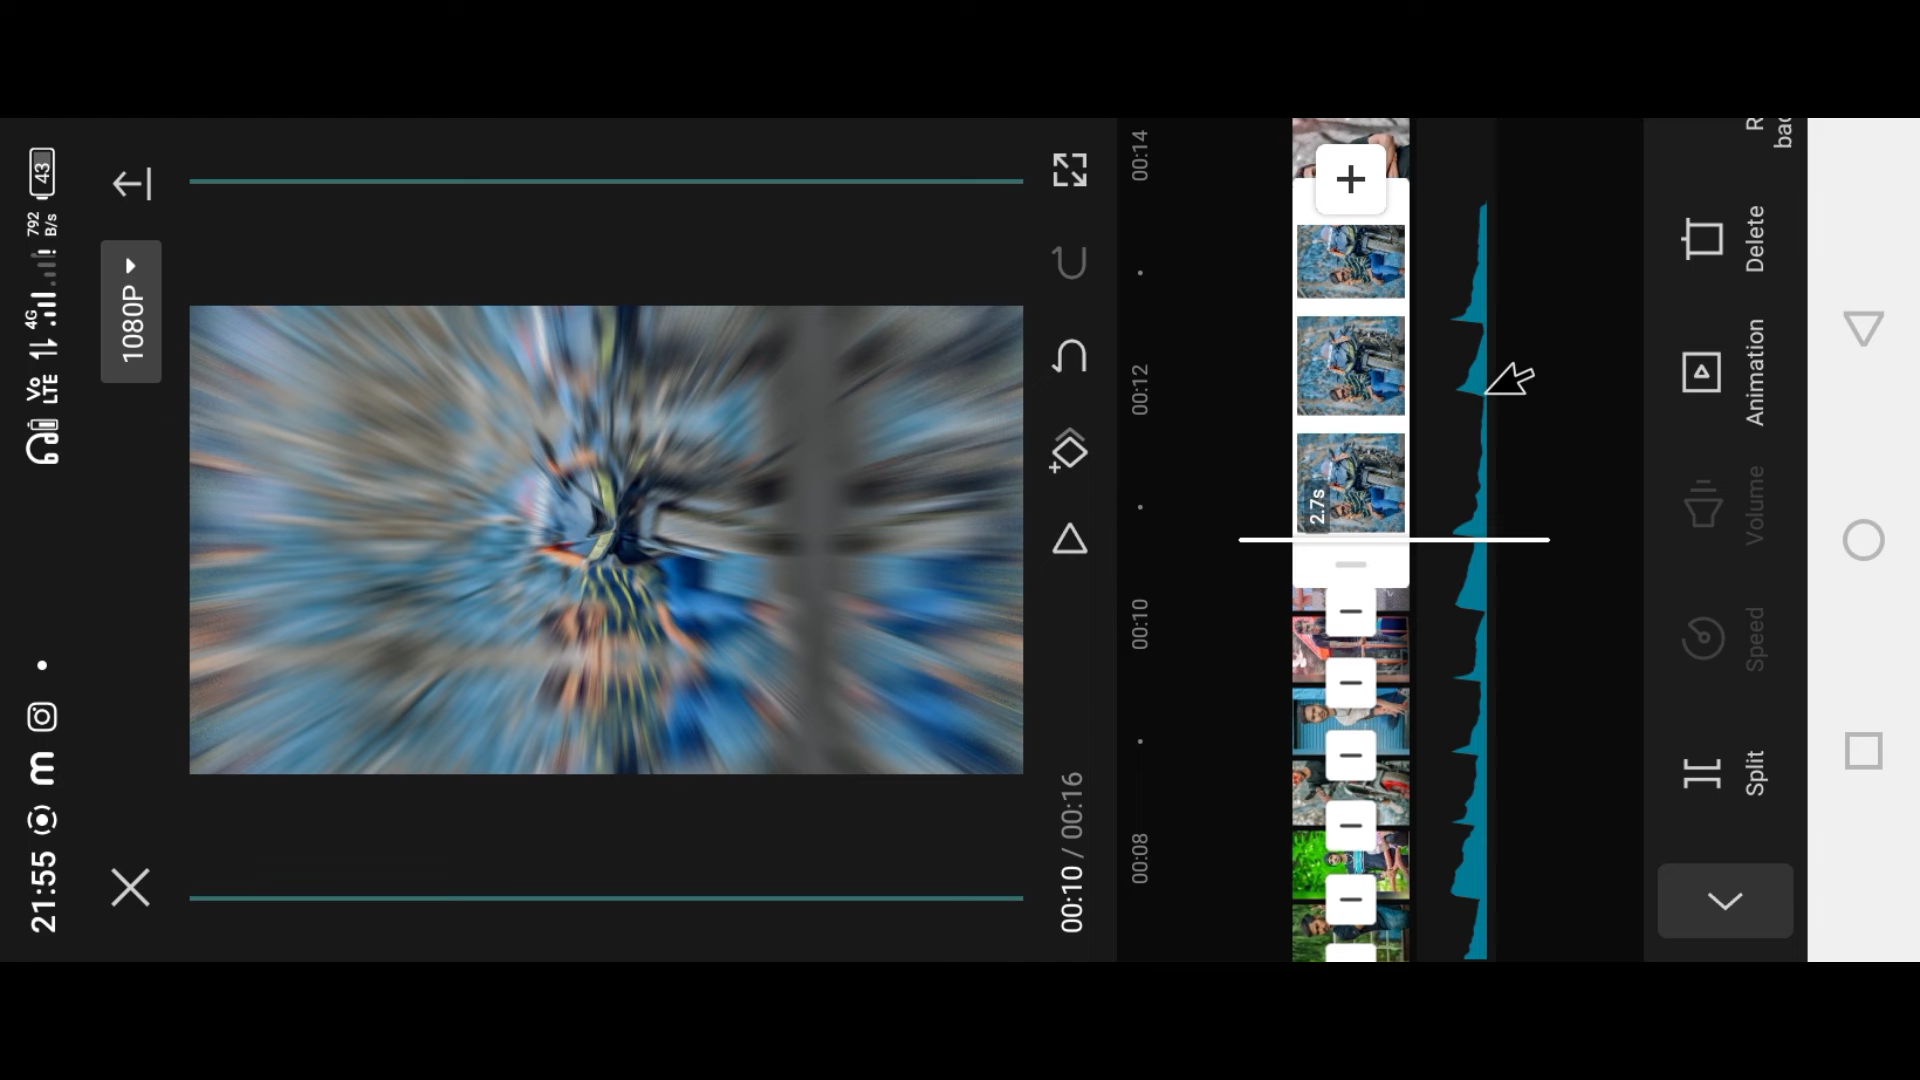 21:55
Vo
LTE
4G
792
B/s
43
1080P
00:10 / 00:16
00:08
00:10
00:12
00:14
2.7s
Split
Speed
Volume
Animation
Delete
R
bac